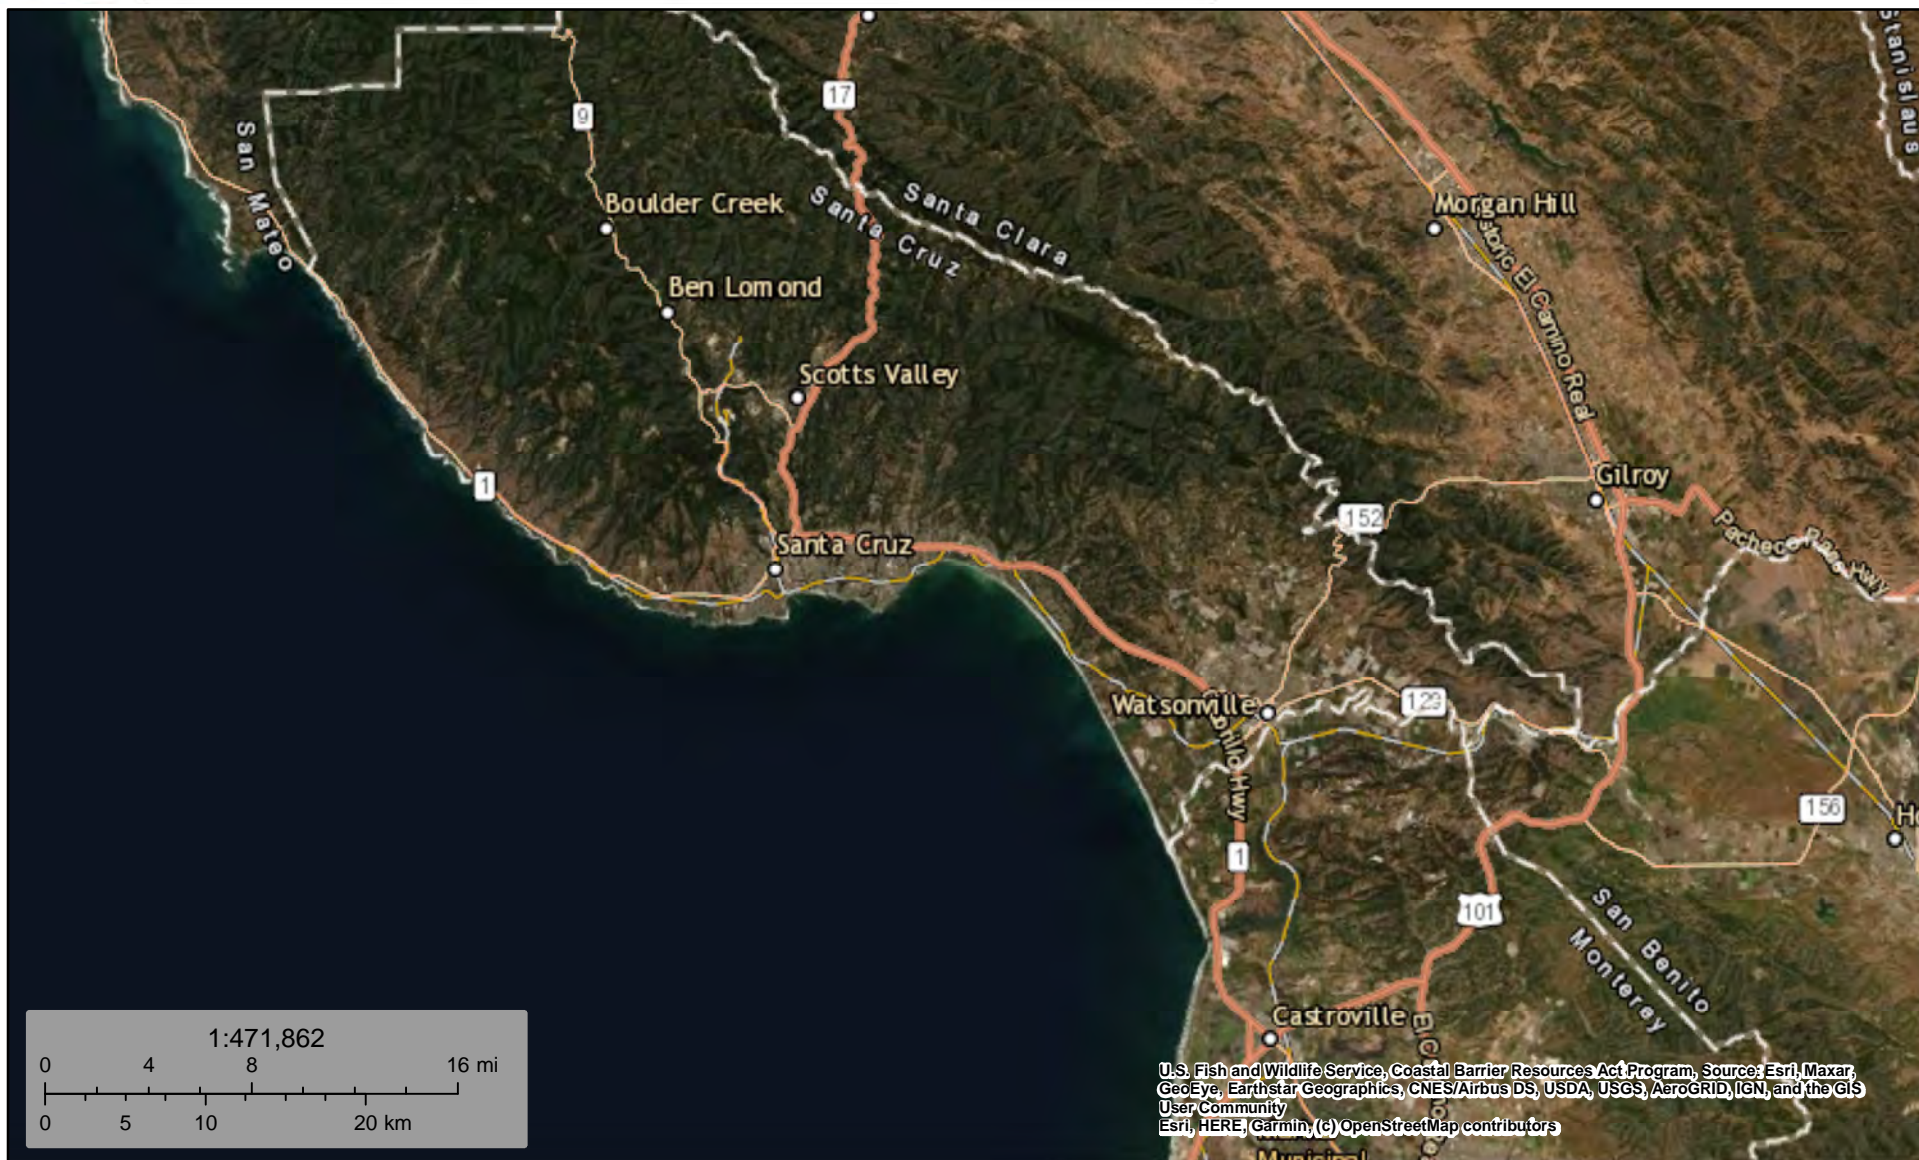 Stanislaus
17
9
San Mateo
Boulder Creek
Santa Clara
Santa Cruz
Morgan Hill
Historic El Camino Real
Ben Lomond
Scotts Valley
Gilroy
1
152
Pacheco Pass Hwy
Santa Cruz
129
Watsonville
Cabrillo Hwy
156
1
101
San Benito
Monteray
Castroville
1:471,862
0 4 8 16 mi
0 5 10 20 km
U.S. Fish and Wildlife Service, Coastal Barrier Resources Act Program, Source: Esri, Maxar,
GeoEye, Earthstar Geographics, CNES/Airbus DS, USDA, USGS, AeroGRID, IGN, and the GIS
User Community
Esri, HERE, Garmin, (c) OpenStreetMap contributors
Municipal